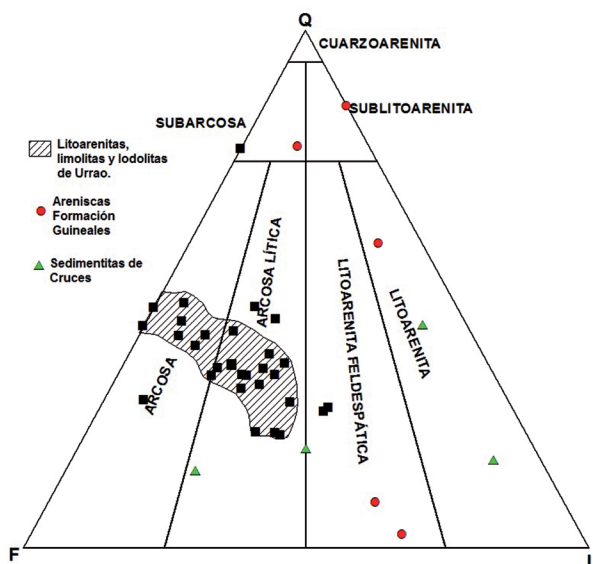 Q
CUARZOARENITA
SUBLITOARENITA
SUBARCOSA
Litoarenitas,
limolitas y lodolitas
de Urrao.
Areniscas
Formación
Guineales
Sedimentitas de
Cruces
ARCOSA LÍTICA
LITOARENITA FELDESPÁTICA
LITOARENITA
ARCOSA
F